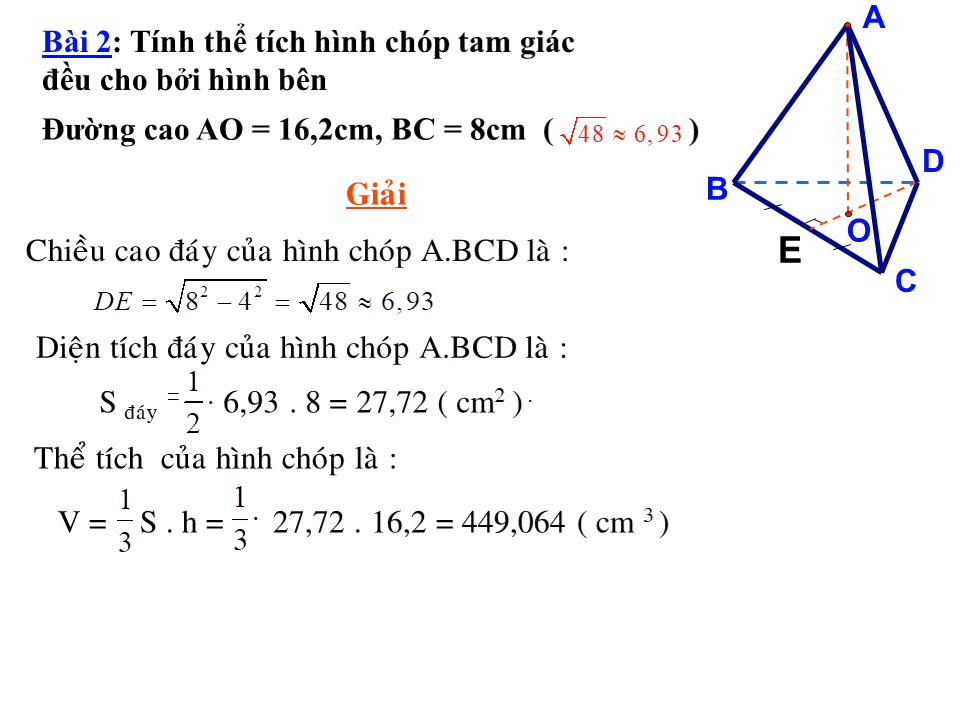 Bài 2: Tính thể tích hình chóp tam giác
đều cho bởi hình bên
Đường cao AO = 16,2cm, BC = 8cm ( √48 ≈ 6,93 )
Giải
Chiều cao đáy của hình chóp A.BCD là :
DE = √(8² – 4²) = √48 ≈ 6,93
Diện tích đáy của hình chóp A.BCD là :
S đáy = 1/2 . 6,93 . 8 = 27,72 ( cm² ) .
Thể tích của hình chóp là :
V = 1/3 S . h = 1/3 . 27,72 . 16,2 = 449,064 ( cm ³ )
A
D
B
O
E
C